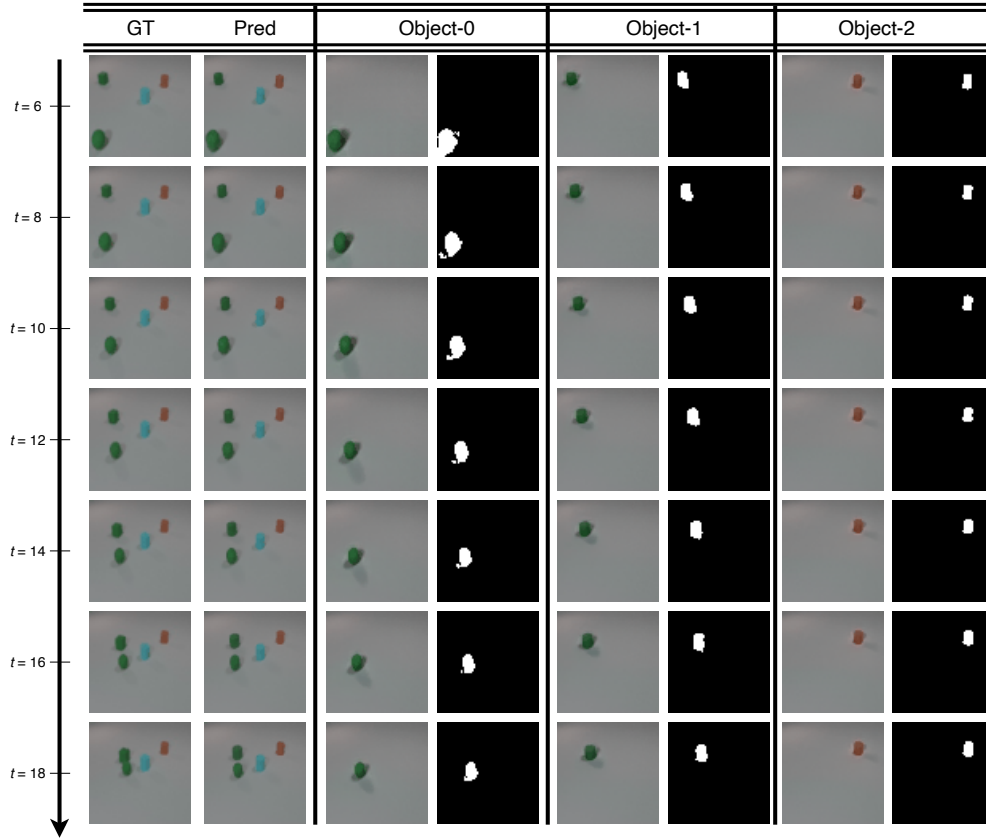 GT Pred Object-0 Object-1 Object-2
t = 6
t = 8
t = 10
t = 12
t = 14
t = 16
t = 18